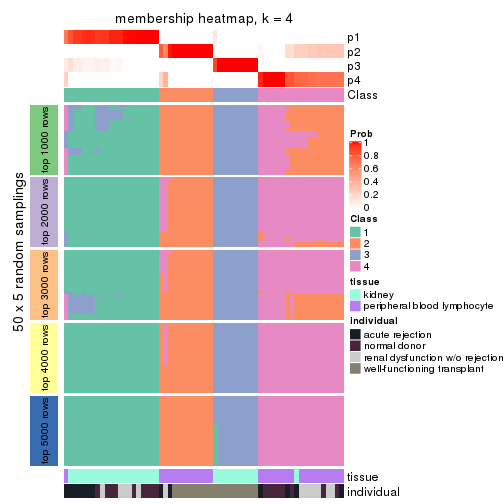 membership heatmap, k = 4
p1
p2
p3
p4
Class
50 x 5 random samplings
top 1000 rows
top 2000 rows
top 3000 rows
top 4000 rows
top 5000 rows
tissue
individual
Prob
1
0.8
0.6
0.4
0.2
0
Class
1
2
3
4
tissue
kidney
peripheral blood lymphocyte
individual
acute rejection
normal donor
renal dysfunction w/o rejection
well-functioning transplant